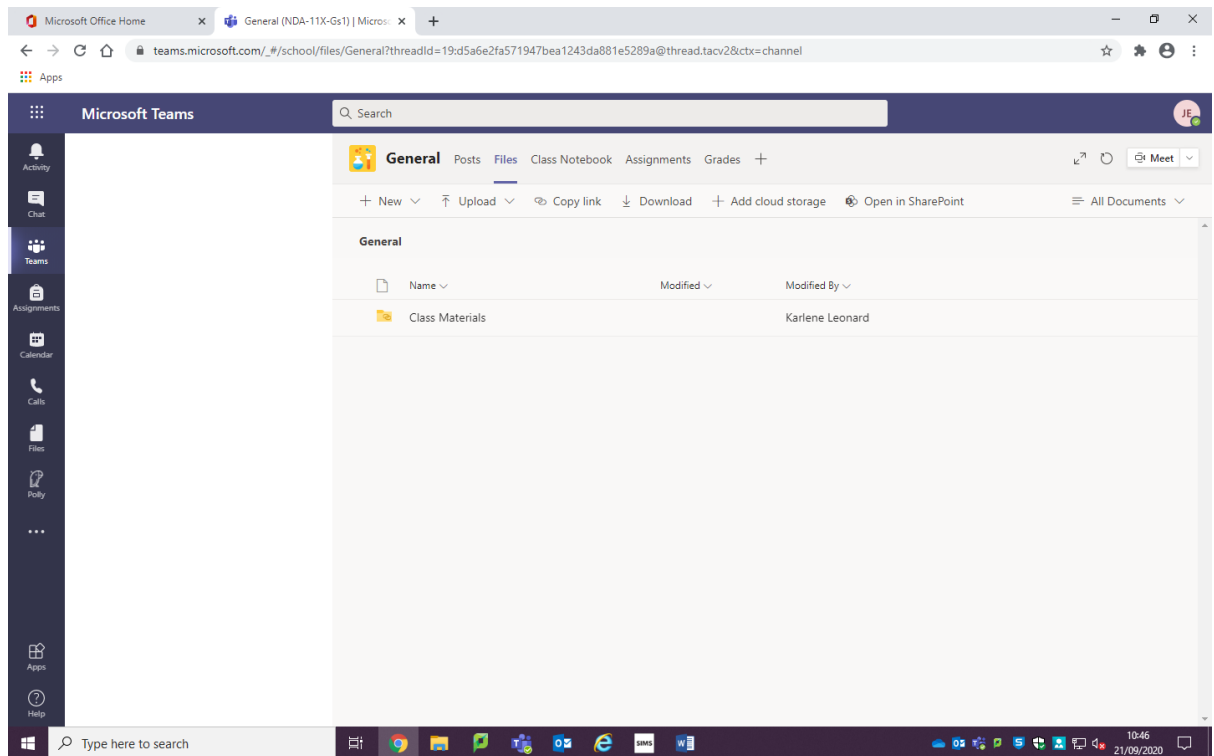 Microsoft Office Home
General (NDA-11X-Gs1) | Micros
teams.microsoft.com/_#/school/files/General?threadId=19:d5a6e2fa571947bea1243da881e5289a@thread.tacv2&ctx=channel
Apps
Microsoft Teams
Search
JE
Activity
Chat
Teams
Assignments
Calendar
Calls
Files
Polly
Apps
Help
General Posts Files Class Notebook Assignments Grades +
Meet
+ New Upload Copy link Download + Add cloud storage Open in SharePoint All Documents
General
Name Modified Modified By
Class Materials Karlene Leonard
Type here to search
SIMS
10:46
21/09/2020